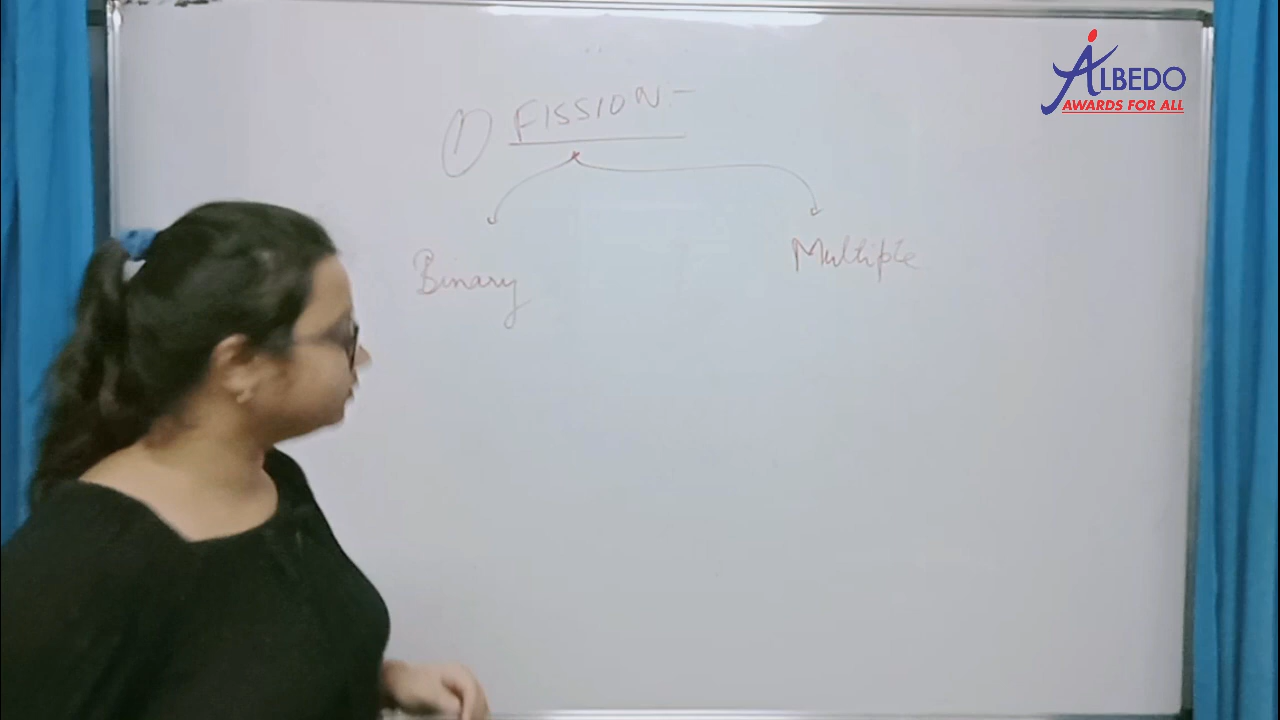 1) FISSION:-
Binary
Multiple
ALBEDO
AWARDS FOR ALL